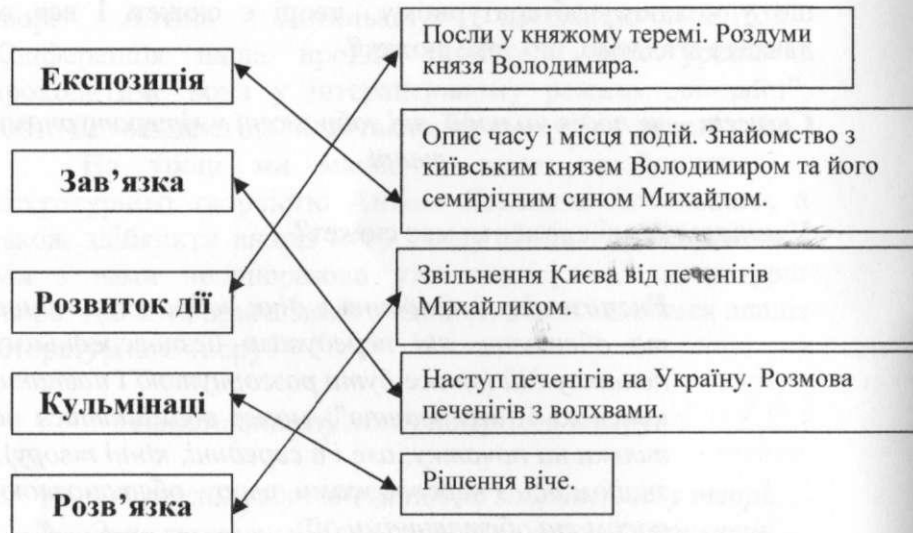 Експозиція
Зав’язка
Розвиток дії
Кульмінаці
Розв’язка
Посли у княжому теремі. Роздуми
князя Володимира.
Опис часу і місця подій. Знайомство з
київським князем Володимиром та його
семирічним сином Михайлом.
Звільнення Києва від печенігів
Михайликом.
Наступ печенігів на Україну. Розмова
печенігів з волхвами.
Рішення віче.